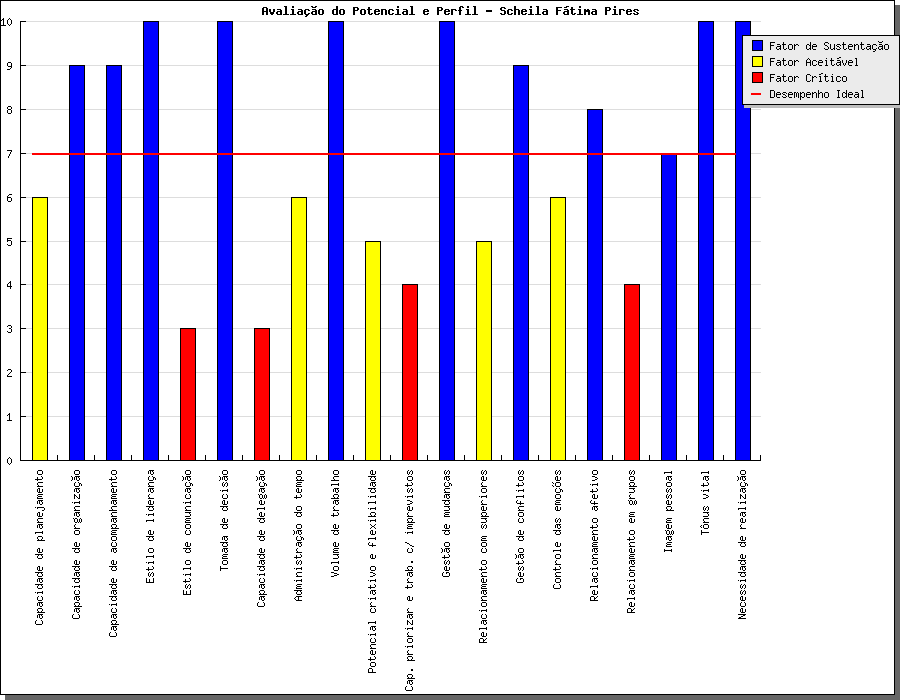 Avaliação do Potencial e Perfil - Scheila Fátima Pires
Fator de Sustentação
Fator Aceitável
Fator Crítico
Desempenho Ideal
10
9
8
7
6
5
4
3
2
1
0
Capacidade de planejamento
Capacidade de organização
Capacidade de acompanhamento
Estilo de liderança
Estilo de comunicação
Tomada de decisão
Capacidade de delegação
Administração do tempo
Volume de trabalho
Potencial criativo e flexibilidade
Cap. priorizar e trab. c/ imprevistos
Gestão de mudanças
Relacionamento com superiores
Gestão de conflitos
Controle das emoções
Relacionamento afetivo
Relacionamento em grupos
Imagem pessoal
Tônus vital
Necessidade de realização